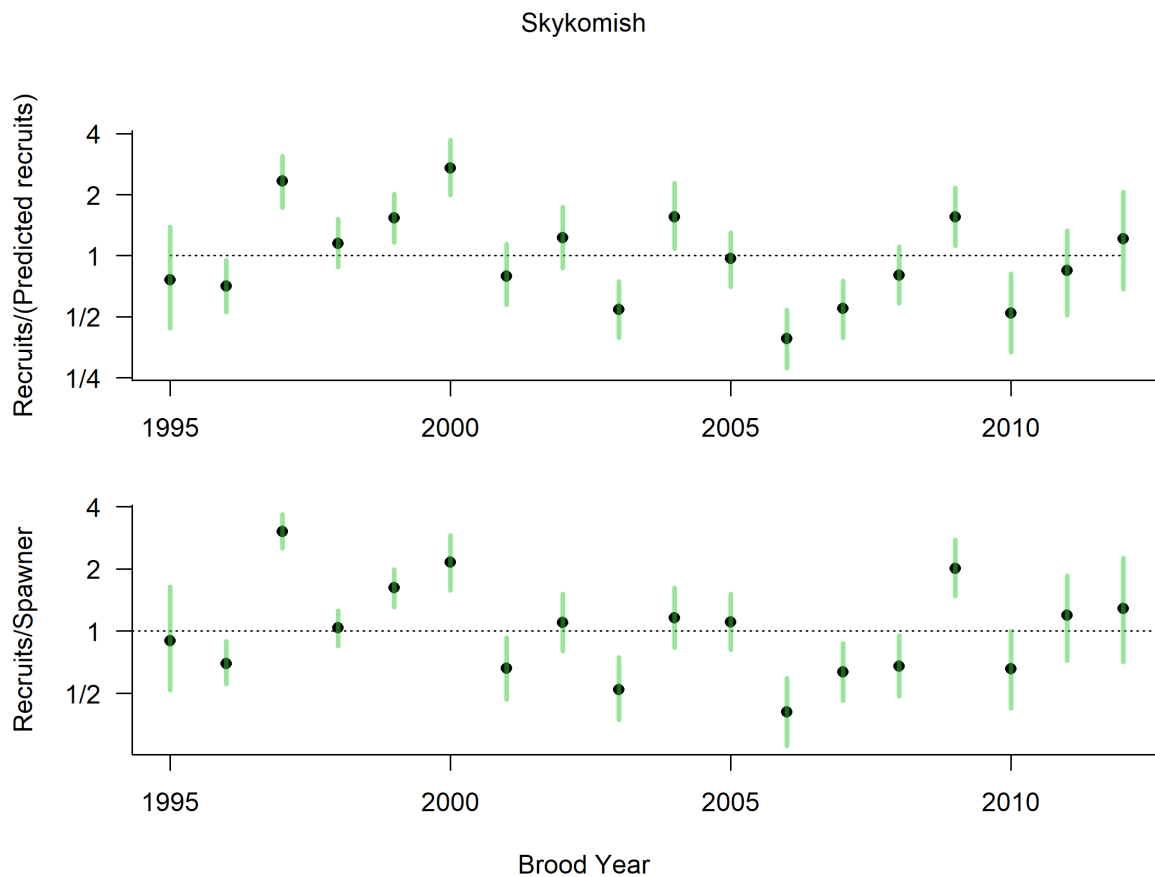 Skykomish
Recruits/(Predicted recruits)
4
2
1
1/2
1/4
1995 2000 2005 2010
Recruits/Spawner
4
2
1
1/2
1995 2000 2005 2010
Brood Year